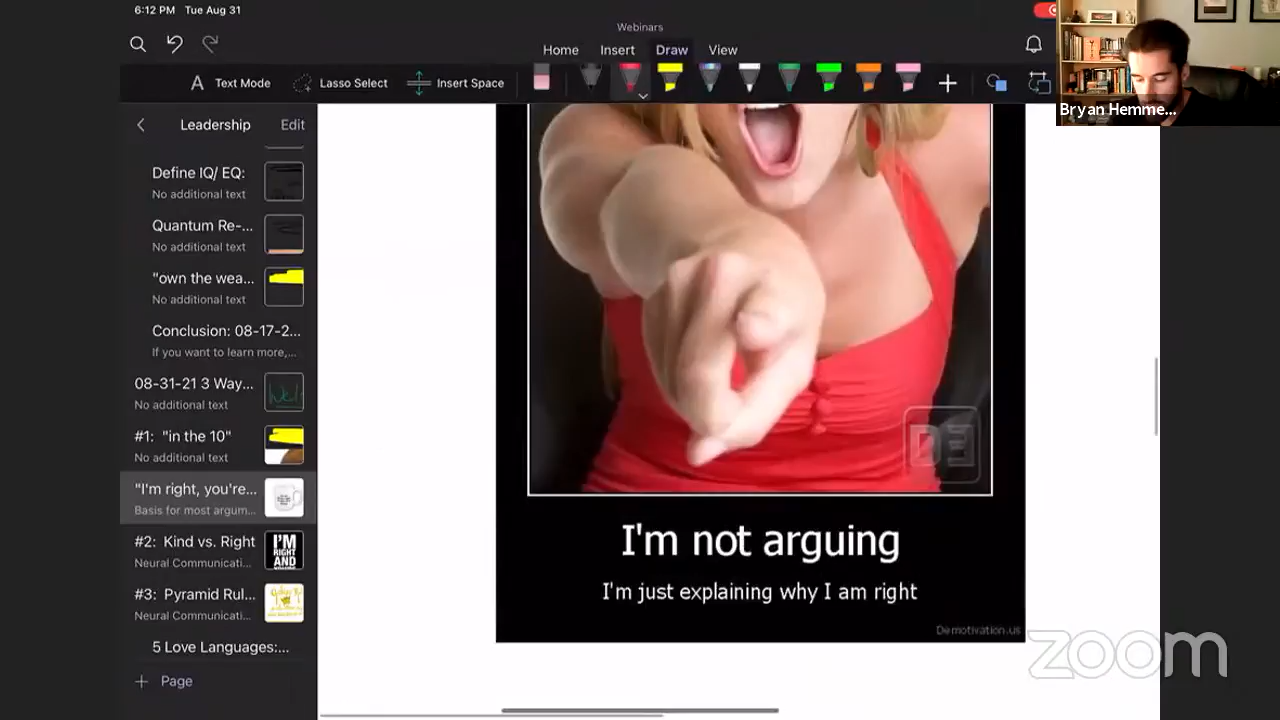 6:12 PM Tue Aug 31
Webinars
Home Insert Draw View
Text Mode Lasso Select Insert Space
Bryan Hemme...
Leadership Edit
Define IQ/ EQ:
No additional text
Quantum Re-...
No additional text
"own the wea...
No additional text
Conclusion: 08-17-2...
If you want to learn more,...
08-31-21 3 Way...
No additional text
#1: "in the 10"
No additional text
"I'm right, you're...
Basis for most argum...
#2: Kind vs. Right
Neural Communicati...
I'M
RIGHT
AND
#3: Pyramid Rul...
Neural Communicati...
5 Love Languages:...
+ Page
DE
I'm not arguing
I'm just explaining why I am right
Demotivation.us
zoom